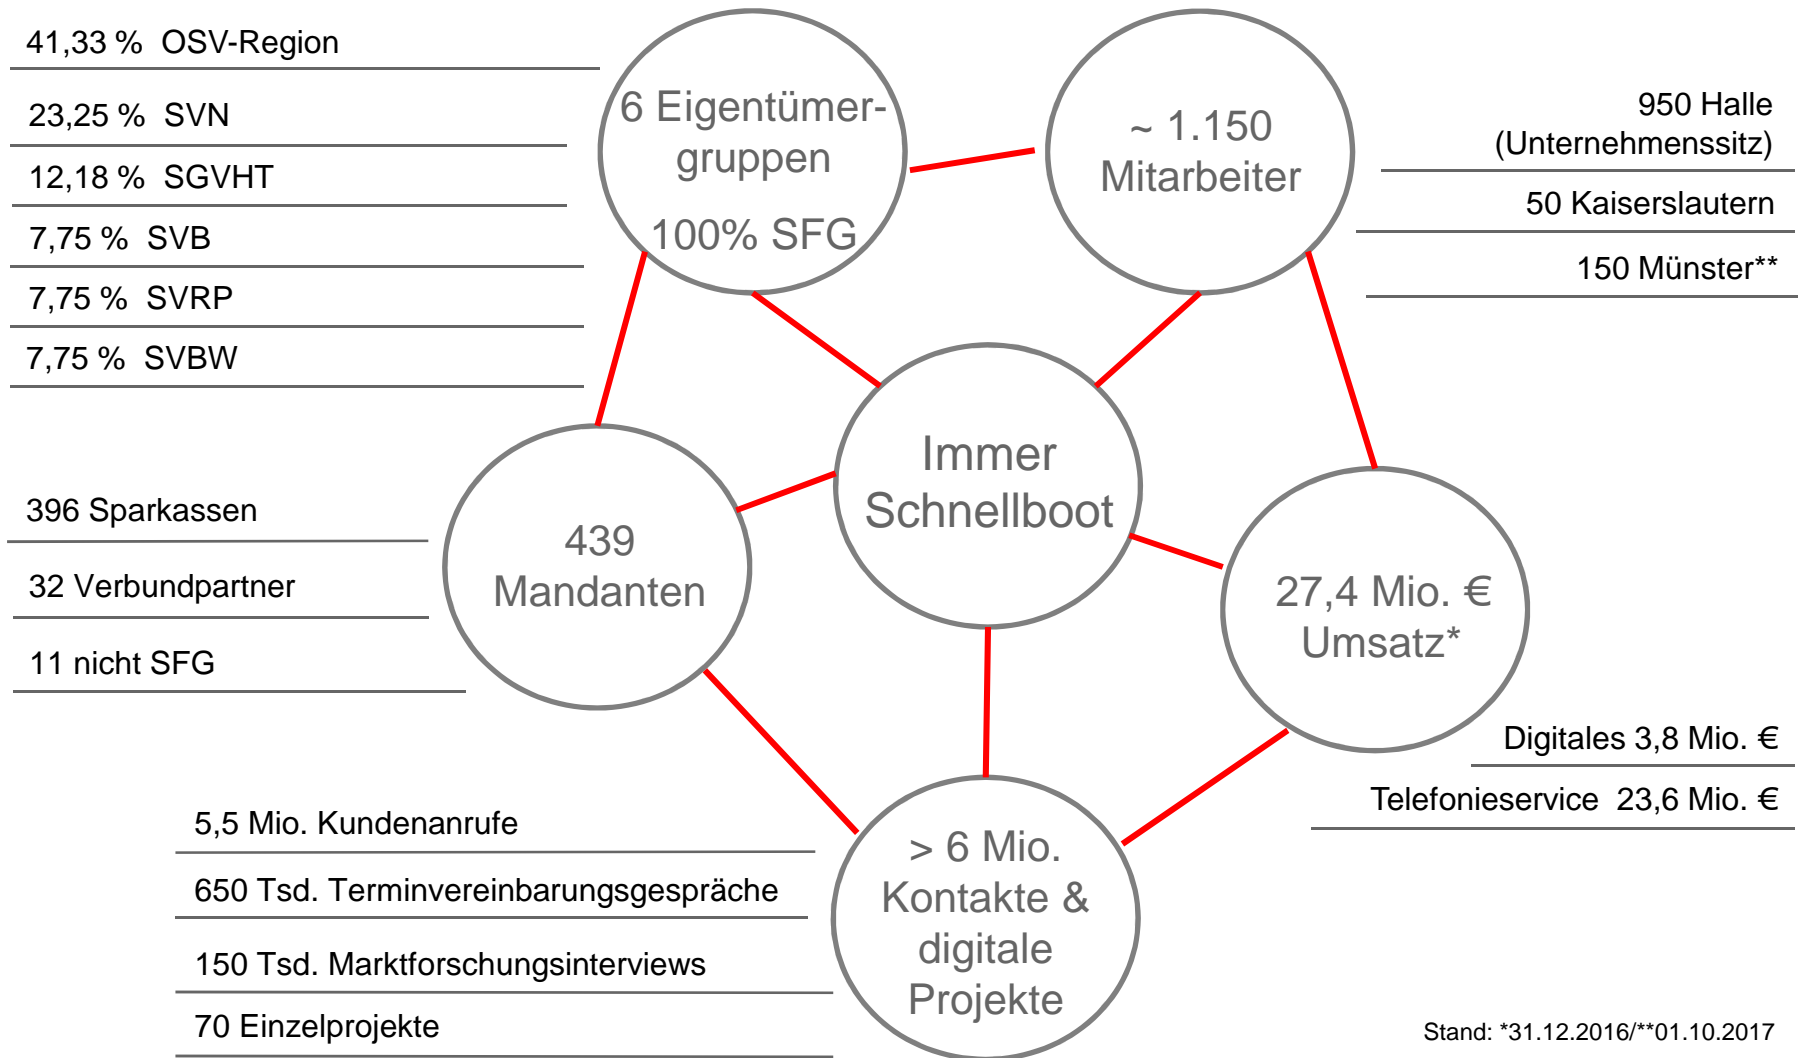 41,33 % OSV-Region
23,25 % SVN
12,18 % SGVHT
7,75 % SVB
7,75 % SVRP
7,75 % SVBW
6 Eigentümer-
gruppen
100% SFG
~ 1.150
Mitarbeiter
950 Halle
(Unternehmenssitz)
50 Kaiserslautern
150 Münster**
Immer
Schnellboot
396 Sparkassen
32 Verbundpartner
11 nicht SFG
439
Mandanten
27,4 Mio. €
Umsatz*
Digitales 3,8 Mio. €
Telefonieservice 23,6 Mio. €
5,5 Mio. Kundenanrufe
650 Tsd. Terminvereinbarungsgespräche
150 Tsd. Marktforschungsinterviews
70 Einzelprojekte
> 6 Mio.
Kontakte &
digitale
Projekte
Stand: *31.12.2016/**01.10.2017